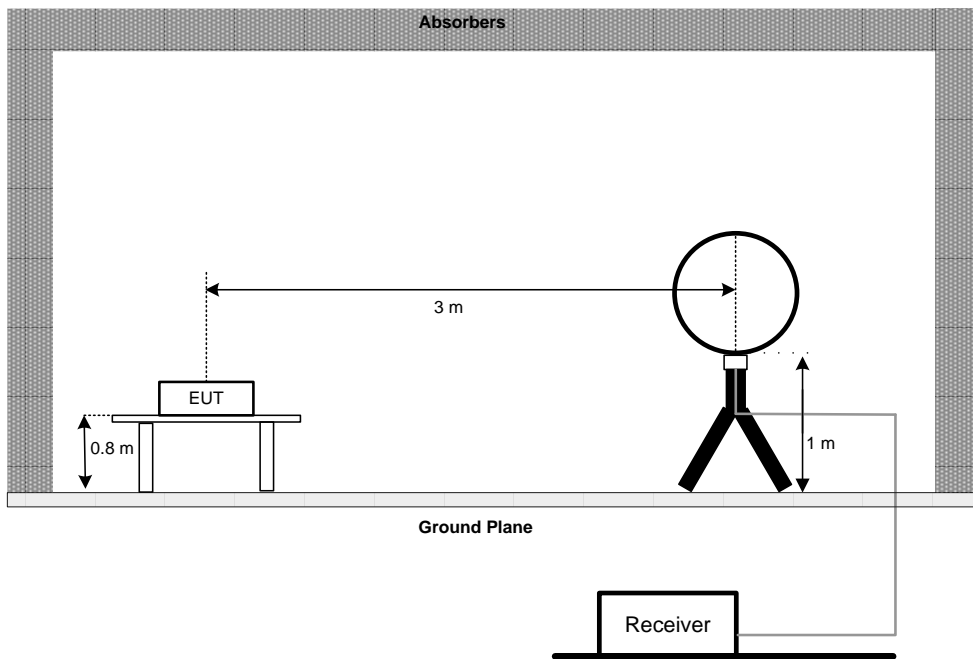 Absorbers
3 m
EUT
0.8 m
1 m
Ground Plane
Receiver